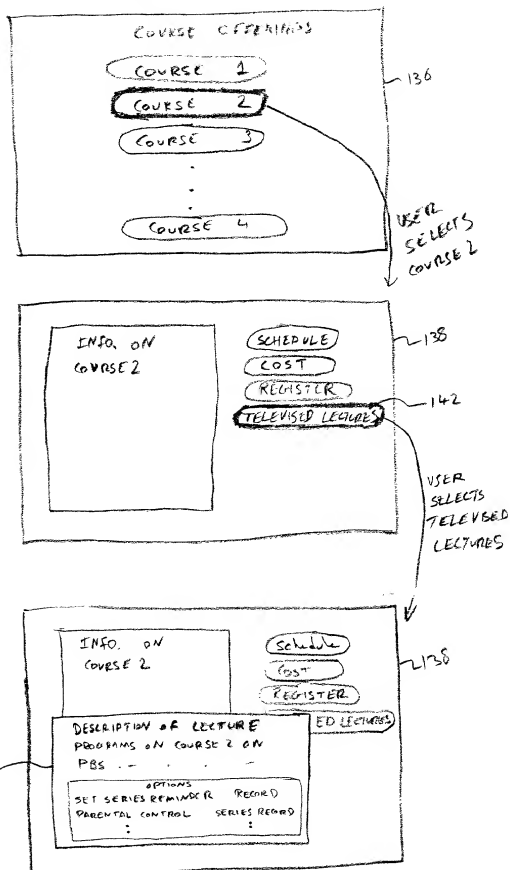 COURSE OFFERINGS
COURSE 1
COURSE 2
COURSE 3
COURSE 4
136
USER
SELECTS
COURSE 2
INFO. ON
COURSE 2
SCHEDULE
COST
REGISTER
TELEVISED LECTURES
138
142
USER
SELECTS
TELEVISED
LECTURES
INFO. ON
COURSE 2
Schedule
COST
REGISTER
ED LECTURES
138
DESCRIPTION OF LECTURE
PROGRAMS ON COURSE 2 ON
PBS
OPTIONS
SET SERIES REMINDER RECORD
PARENTAL CONTROL SERIES RECORD